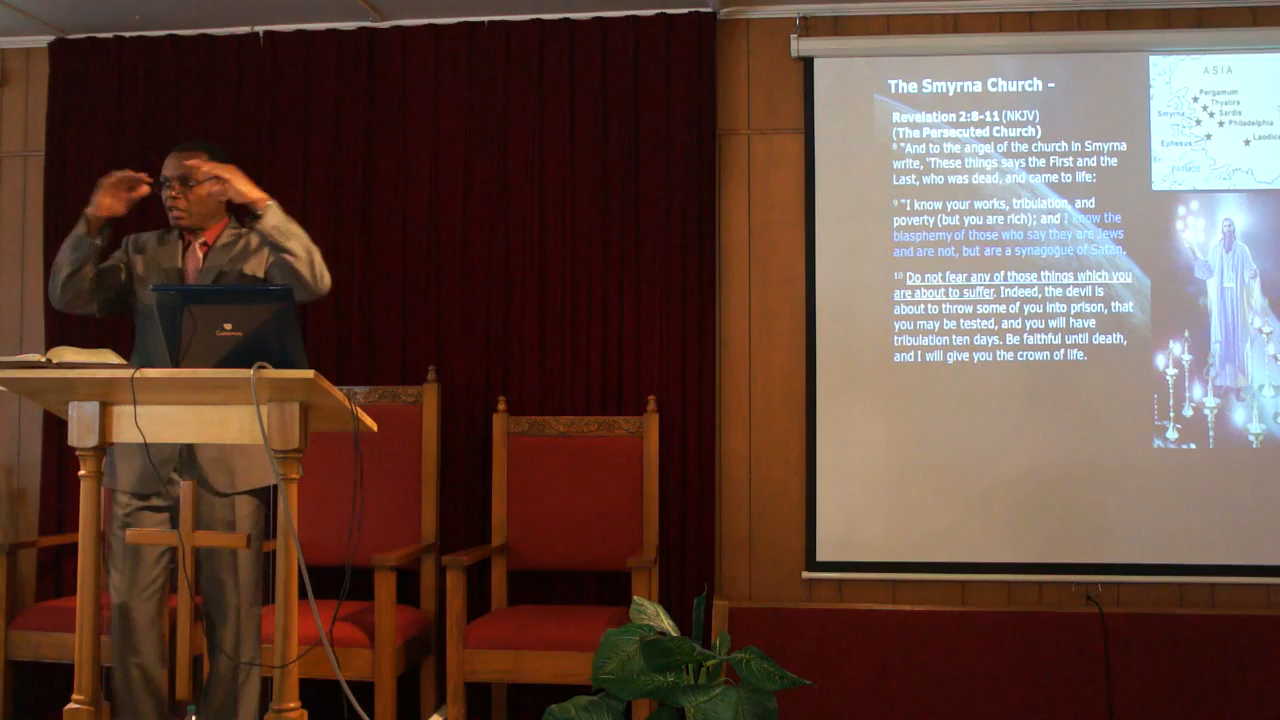 The Smyrna Church -
Revelation 2:8-11 (NKJV)
(The Persecuted Church)
8 "And to the angel of the church in Smyrna
write, 'These things says the First and the
Last, who was dead, and came to life:
9 "I know your works, tribulation, and
poverty (but you are rich); and I know the
blasphemy of those who say they are Jews
and are not, but are a synagogue of Satan.
10 Do not fear any of those things which you
are about to suffer. Indeed, the devil is
about to throw some of you into prison, that
you may be tested, and you will have
tribulation ten days. Be faithful until death,
and I will give you the crown of life.
ASIA
Pergamum
Thyatira
Smyrna
Sardis
Philadelphia
Ephesus
Laodice
PATMOS
Gateway